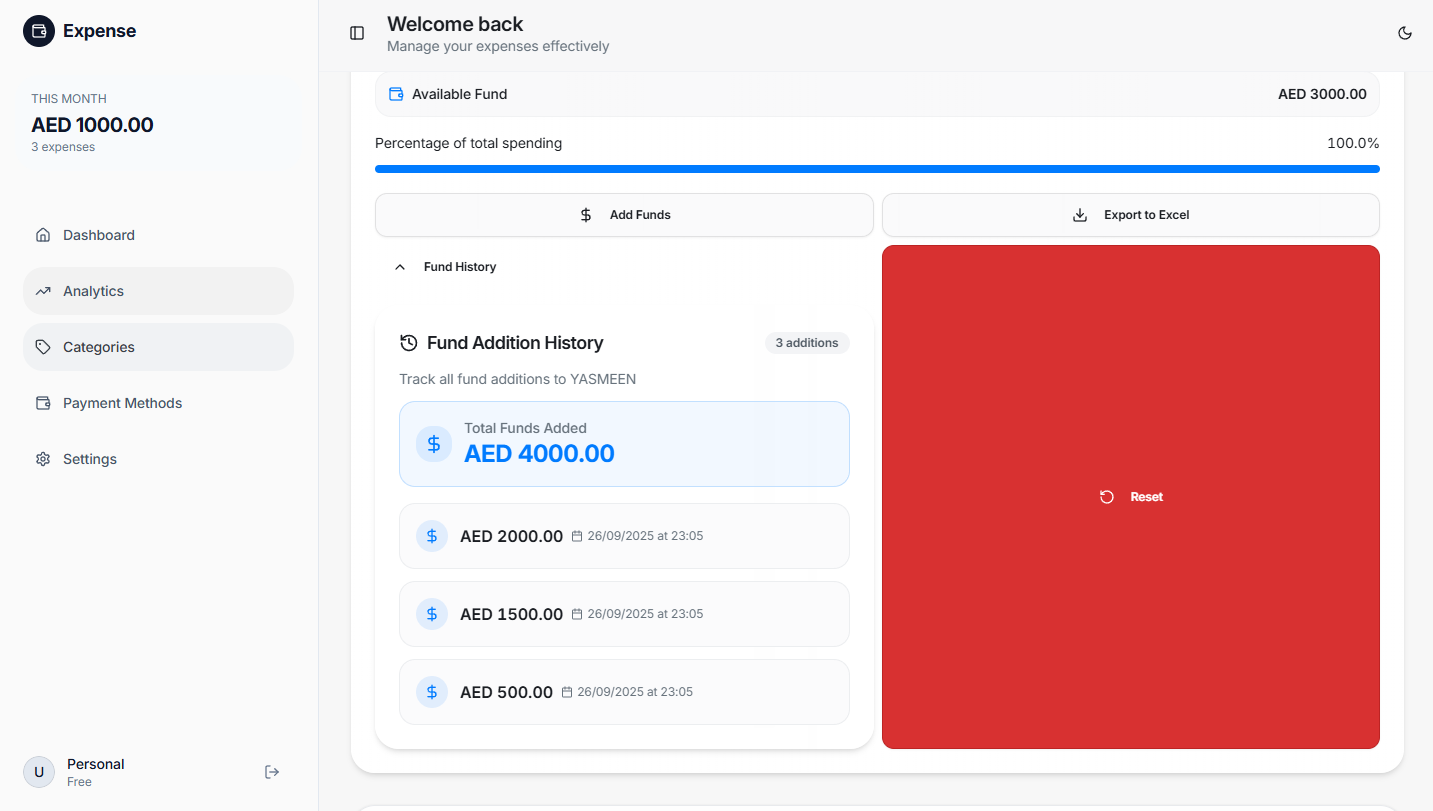 Expense
THIS MONTH
AED 1000.00
3 expenses
Dashboard
Analytics
Categories
Payment Methods
Settings
U
Personal
Free
Welcome back
Manage your expenses effectively
Available Fund AED 3000.00
Percentage of total spending 100.0%
Add Funds
Export to Excel
Fund History
Fund Addition History 3 additions
Track all fund additions to YASMEEN
Total Funds Added
AED 4000.00
AED 2000.00 26/09/2025 at 23:05
AED 1500.00 26/09/2025 at 23:05
AED 500.00 26/09/2025 at 23:05
Reset